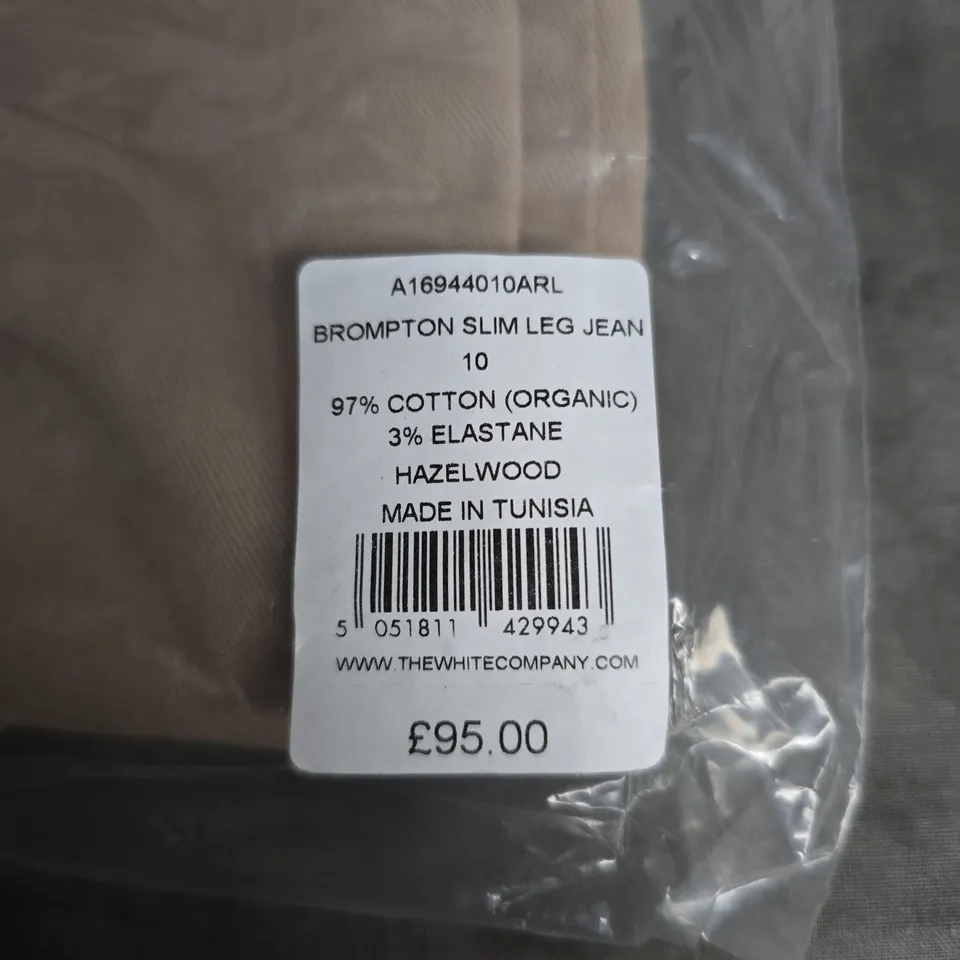 A16944010ARL
BROMPTON SLIM LEG JEAN
10
97% COTTON (ORGANIC)
3% ELASTANE
HAZELWOOD
MADE IN TUNISIA
5 051811 429943
WWW.THEWHITECOMPANY.COM
£95.00